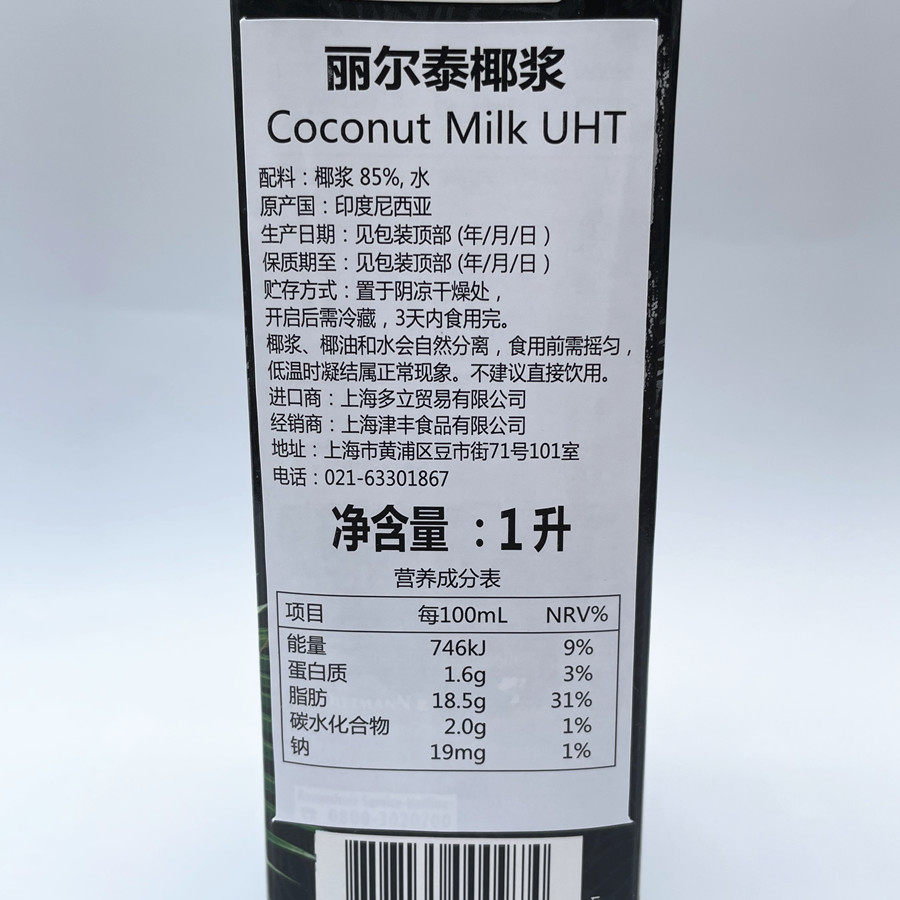 丽尔泰椰浆
Coconut Milk UHT
配料：椰浆 85%, 水
原产国：印度尼西亚
生产日期：见包装顶部 (年/月/日 )
保质期至：见包装顶部 (年/月/日 )
贮存方式：置于阴凉干燥处，
开启后需冷藏，3天内食用完。
椰浆、椰油和水会自然分离，食用前需摇匀，
低温时凝结属正常现象。不建议直接饮用。
进口商：上海多立贸易有限公司
经销商：上海津丰食品有限公司
地址：上海市黄浦区豆市街71号101室
电话：021-63301867
净含量 ：1 升
营养成分表
项目 每100mL NRV%
能量 746kJ 9%
蛋白质 1.6g 3%
脂肪 18.5g 31%
碳水化合物 2.0g 1%
钠 19mg 1%